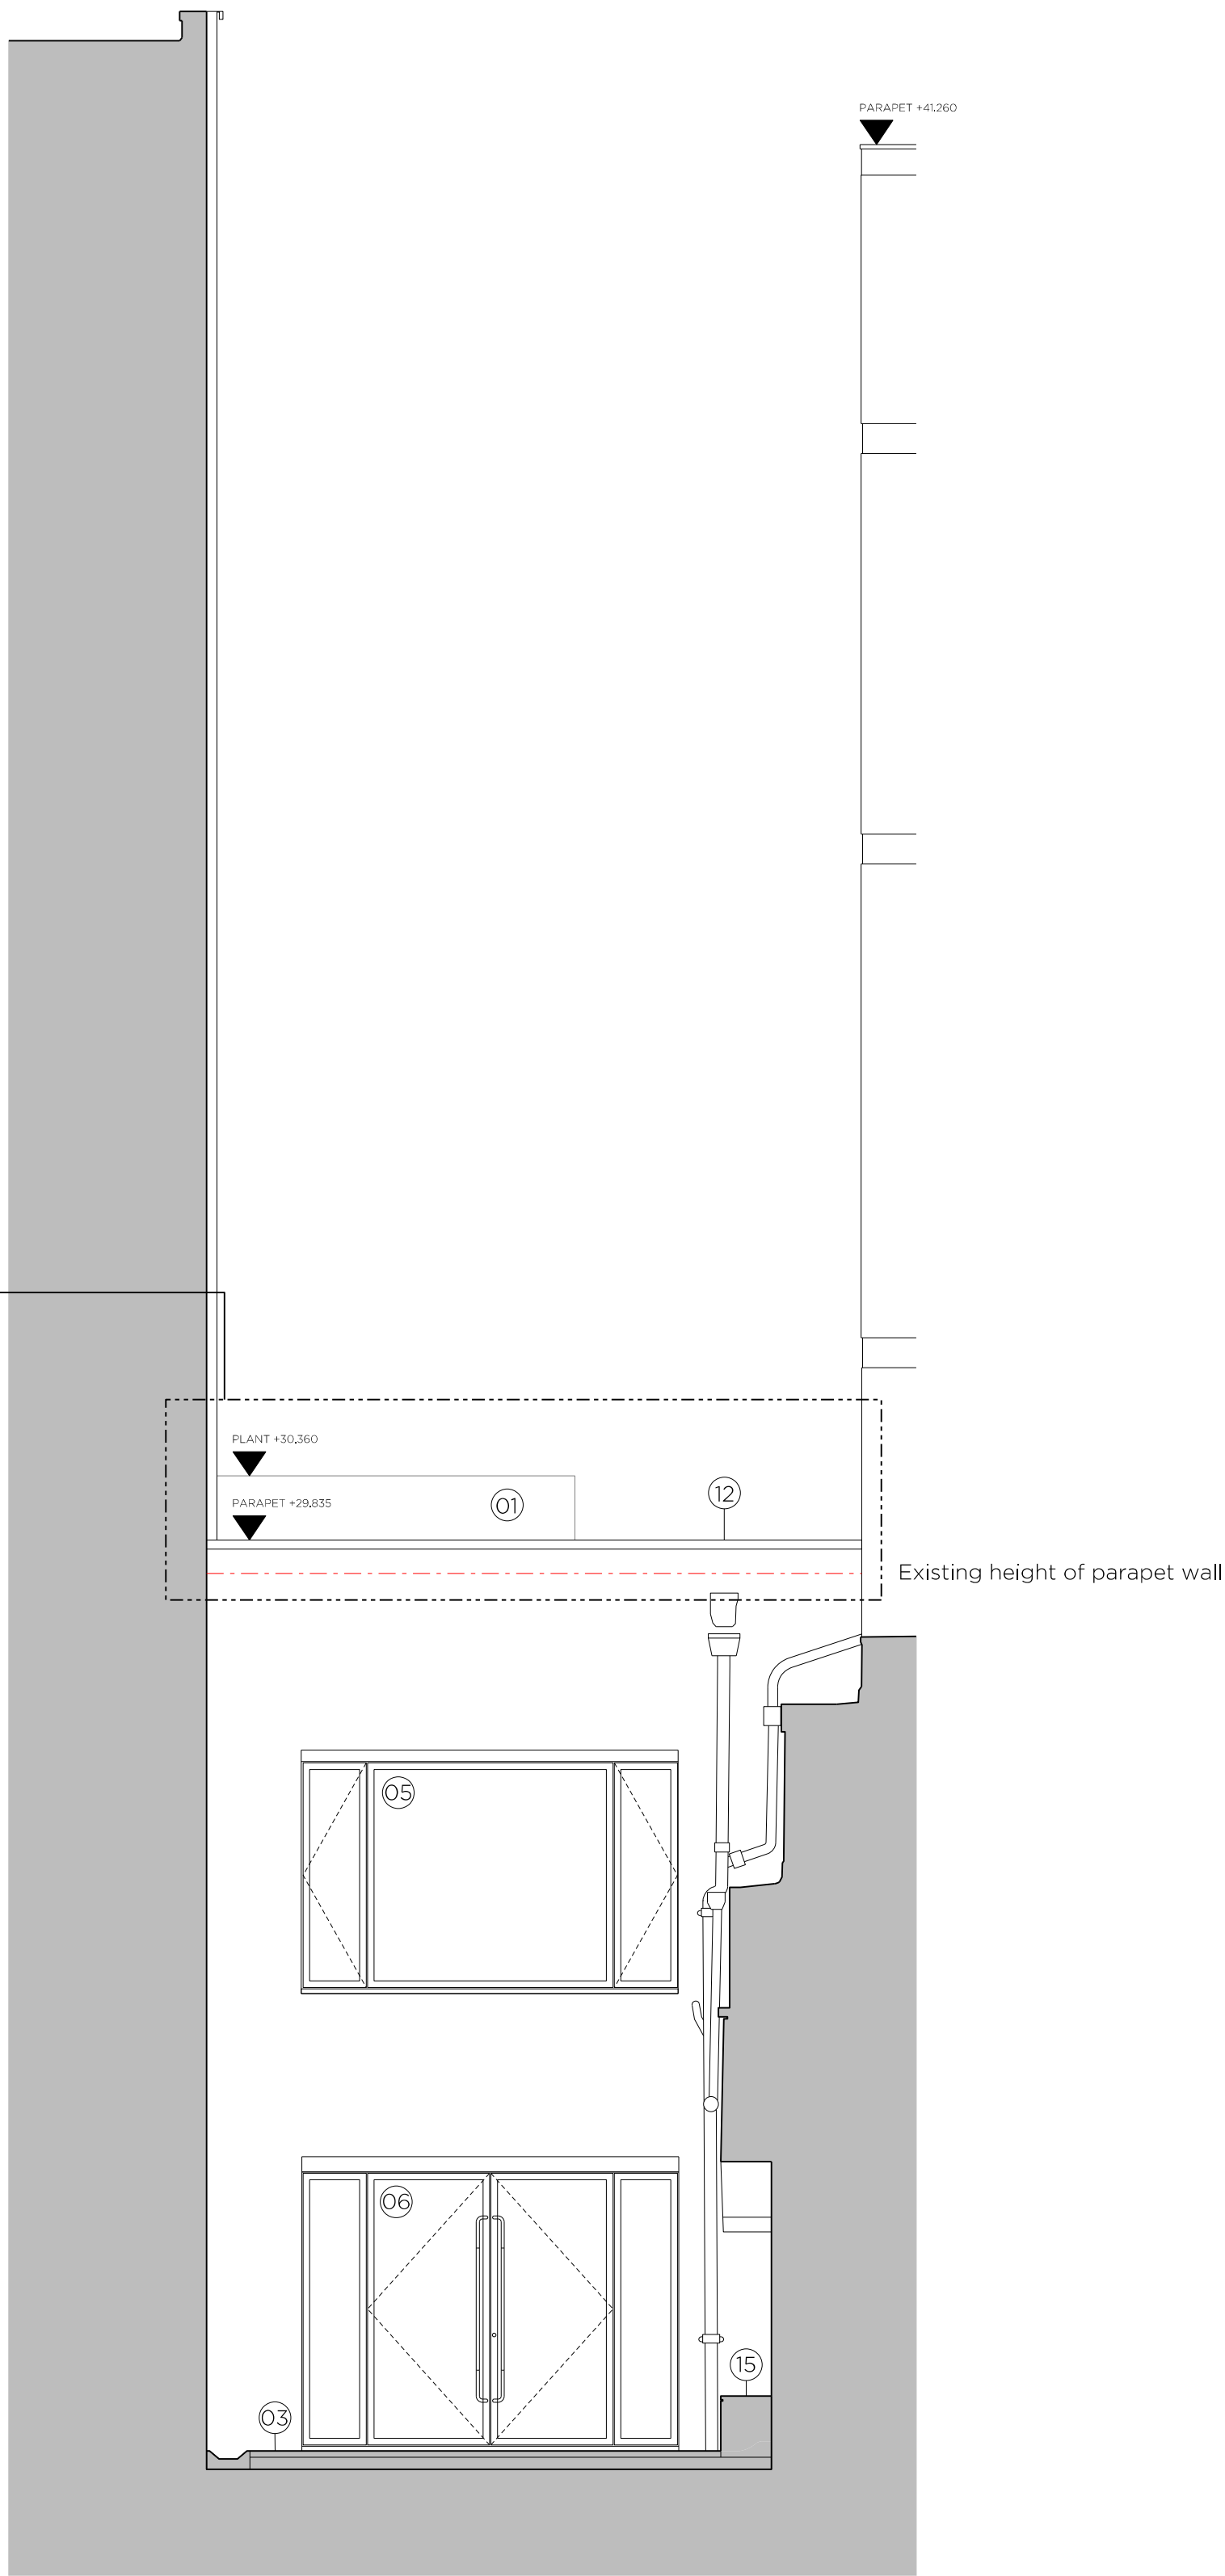 PARAPET +41.260
PLANT +30.360
PARAPET +29.835
01
12
Existing height of parapet wall
05
06
15
03